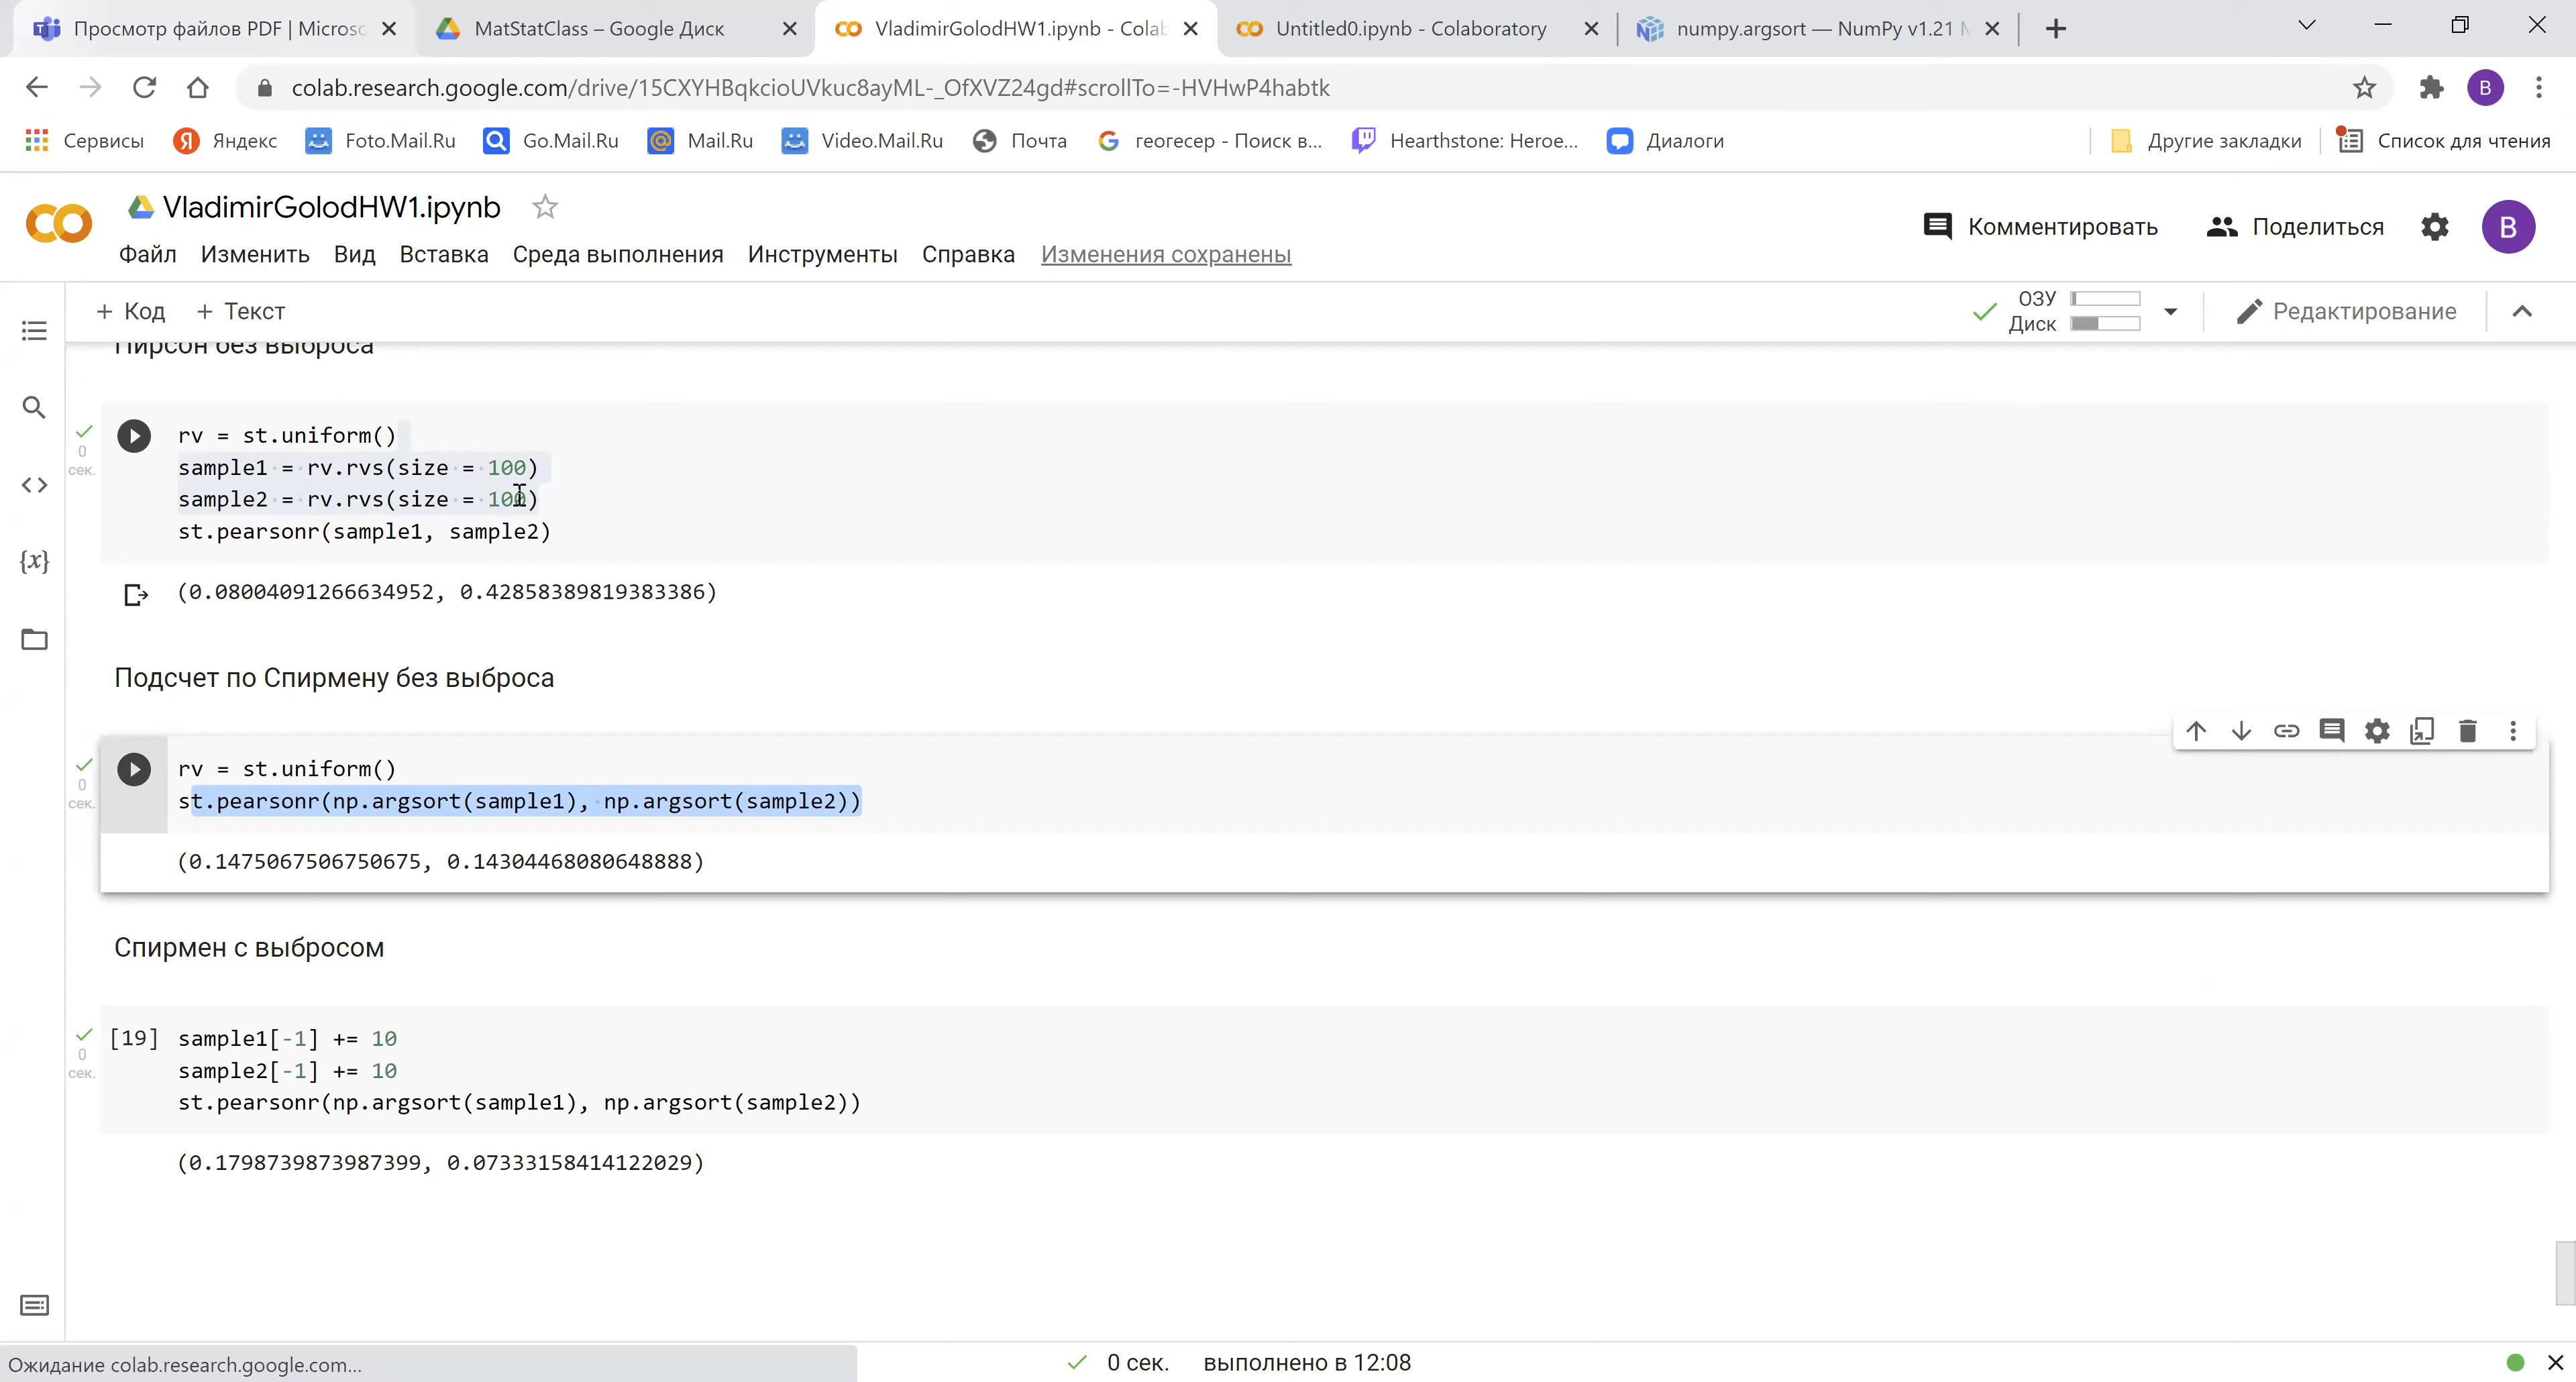 Просмотр файлов PDF | Microsc
MatStatClass – Google Диск
VladimirGolodHW1.ipynb - Colab
Untitled0.ipynb - Colaboratory
numpy.argsort — NumPy v1.21 M
colab.research.google.com/drive/15CXYHBqkcioUVkuc8ayML-_OfXVZ24gd#scrollTo=-HVHwP4habtk
B
Сервисы
Яндекс
Foto.Mail.Ru
Go.Mail.Ru
Mail.Ru
Video.Mail.Ru
Почта
геогесер - Поиск в...
Hearthstone: Heroe...
Диалоги
Другие закладки
Список для чтения
VladimirGolodHW1.ipynb
Файл Изменить Вид Вставка Среда выполнения Инструменты Справка Изменения сохранены
Комментировать
Поделиться
B
+ Код + Текст
ОЗУ
Диск
Редактирование
Пирсон без выброса
0
сек.
rv = st.uniform()
sample1 = rv.rvs(size = 100)
sample2 = rv.rvs(size = 100)
st.pearsonr(sample1, sample2)
(0.08004091266634952, 0.42858389819383386)
Подсчет по Спирмену без выброса
0
сек.
rv = st.uniform()
st.pearsonr(np.argsort(sample1), np.argsort(sample2))
(0.1475067506750675, 0.14304468080648888)
Спирмен с выбросом
0
сек.
[19] sample1[-1] += 10
sample2[-1] += 10
st.pearsonr(np.argsort(sample1), np.argsort(sample2))
(0.1798739873987399, 0.07333158414122029)
Ожидание colab.research.google.com...
0 сек. выполнено в 12:08